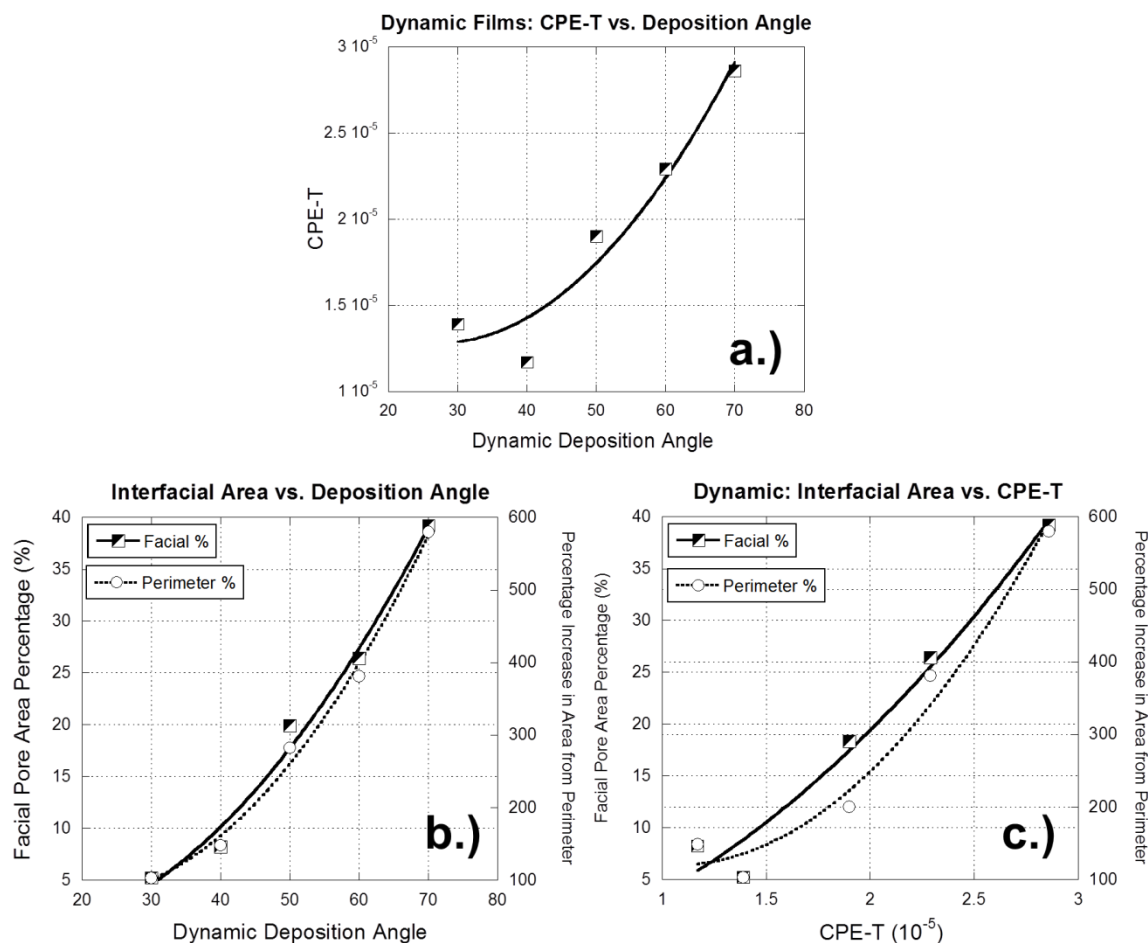 Dynamic Films: CPE-T vs. Deposition Angle
3 10-5
2.5 10-5
2 10-5
1.5 10-5
1 10-5
CPE-T
20 30 40 50 60 70 80
Dynamic Deposition Angle
a.)
Interfacial Area vs. Deposition Angle
Facial %
Perimeter %
40
35
30
25
20
15
10
5
Facial Pore Area Percentage (%)
600
500
400
300
200
100
Percentage Increase in Area from Perimeter
20 30 40 50 60 70 80
Dynamic Deposition Angle
b.)
Dynamic: Interfacial Area vs. CPE-T
Facial %
Perimeter %
40
35
30
25
20
15
10
5
Facial Pore Area Percentage (%)
600
500
400
300
200
100
Percentage Increase in Area from Perimeter
1 1.5 2 2.5 3
CPE-T (10-5)
c.)